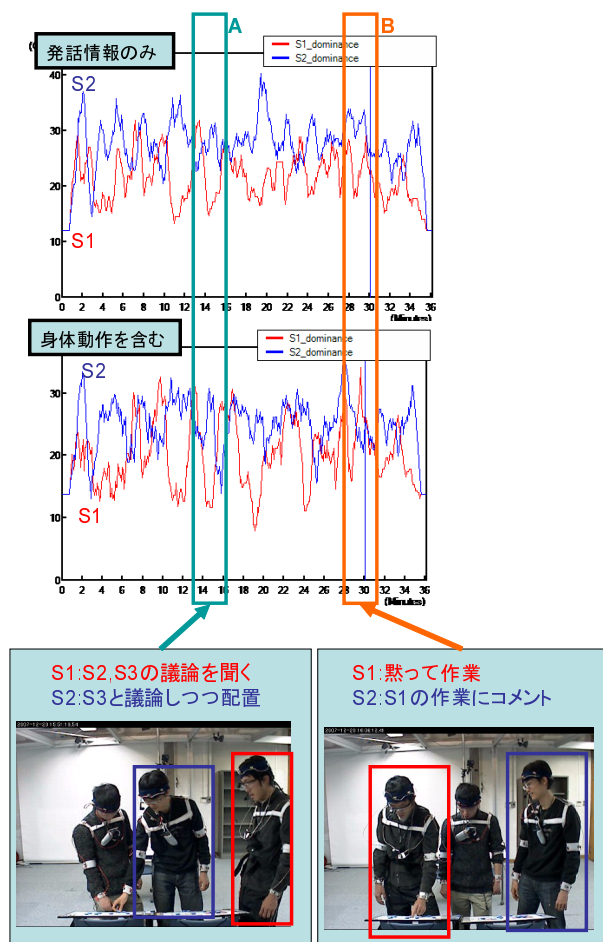 A
B
発話情報のみ
S1_dominance
S2_dominance
S2
S1
40
30
20
10
0
0 2 4 6 8 10 12 14 16 18 20 22 24 26 28 30 32 34 36
(Minutes)
身体動作を含む
S1_dominance
S2_dominance
S2
S1
30
20
10
0
0 2 4 6 8 10 12 14 16 18 20 22 24 26 28 30 32 34 36
(Minutes)
S1:S2,S3の議論を聞く
S2:S3と議論しつつ配置
S1:黙って作業
S2:S1の作業にコメント